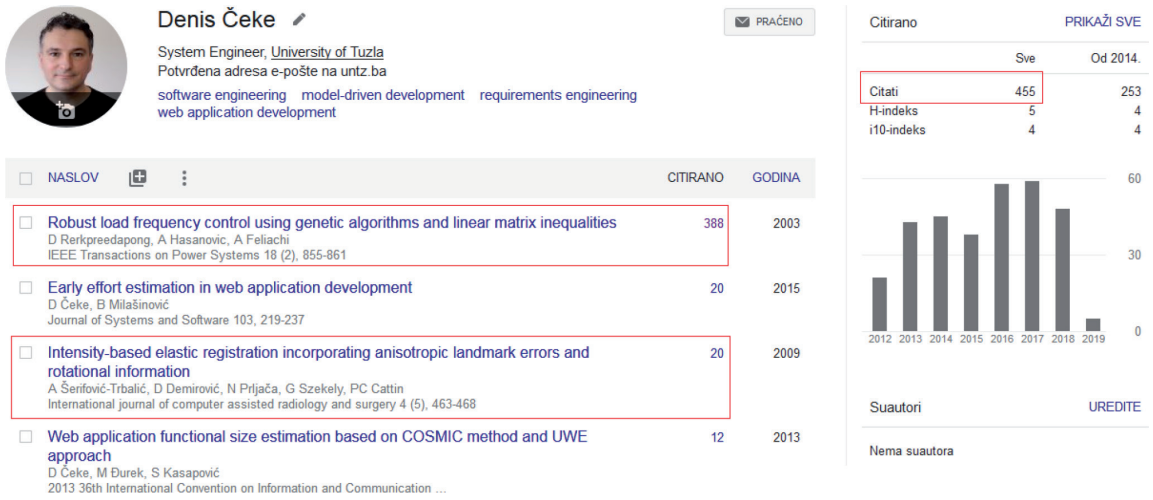 Denis Čeke
PRAĆENO
System Engineer, University of Tuzla
Potvrđena adresa e-pošte na untz.ba
software engineering model-driven development requirements engineering
web application development
NASLOV CITIRANO GODINA
Robust load frequency control using genetic algorithms and linear matrix inequalities 388 2003
D Rerkpreedapong, A Hasanovic, A Feliachi
IEEE Transactions on Power Systems 18 (2), 855-861
Early effort estimation in web application development 20 2015
D Čeke, B Milašinović
Journal of Systems and Software 103, 219-237
Intensity-based elastic registration incorporating anisotropic landmark errors and 20 2009
rotational information
A Šerifović-Trbalić, D Demirović, N Prljača, G Szekely, PC Cattin
International journal of computer assisted radiology and surgery 4 (5), 463-468
Web application functional size estimation based on COSMIC method and UWE 12 2013
approach
D Čeke, M Đurek, S Kasapović
2013 36th International Convention on Information and Communication ...
Citirano PRIKAŽI SVE
Sve Od 2014.
Citati 455 253
H-indeks 5 4
i10-indeks 4 4
60
30
0
2012 2013 2014 2015 2016 2017 2018 2019
Suautori UREDITE
Nema suautora